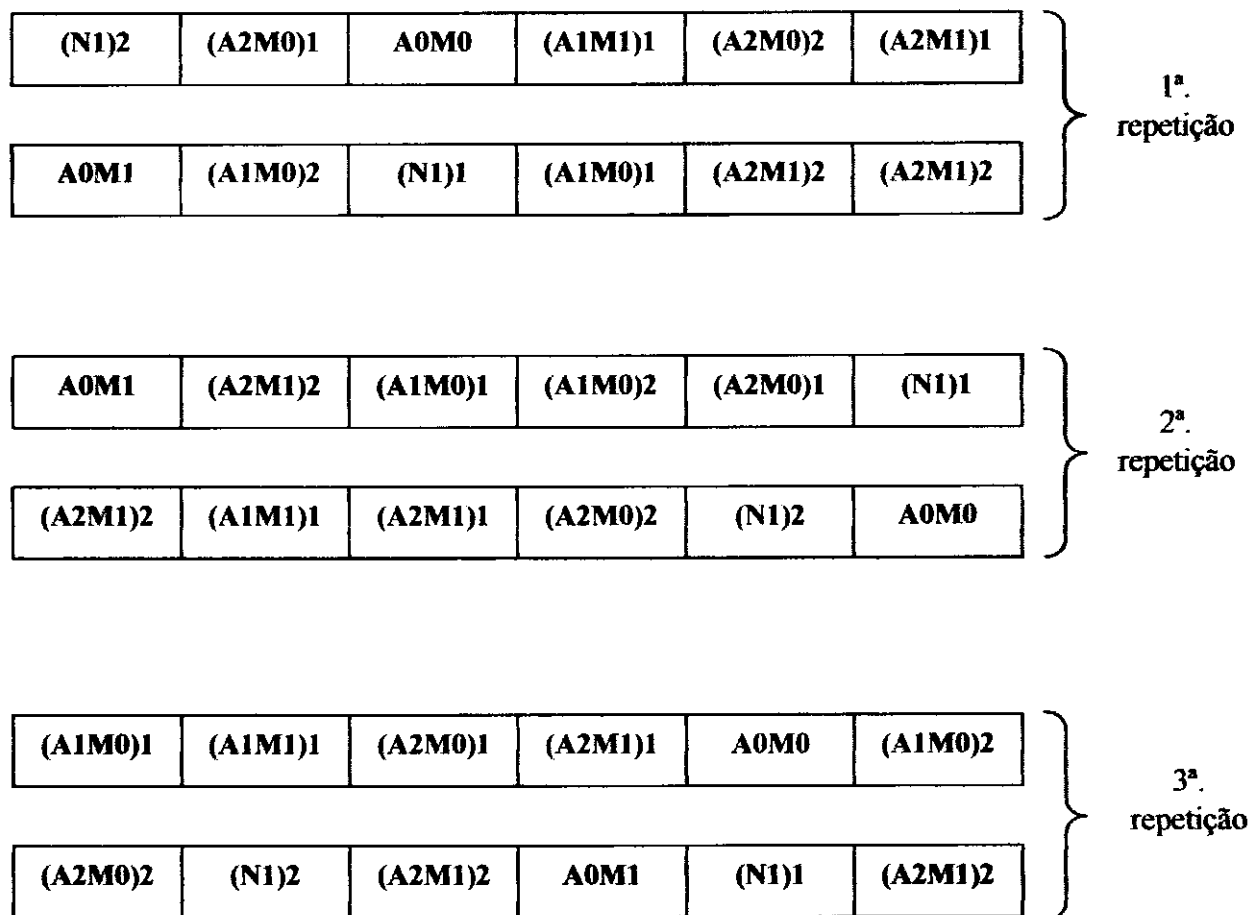 (N1)2 (A2M0)1 A0M0 (A1M1)1 (A2M0)2 (A2M1)1
1ª.
repetição
A0M1 (A1M0)2 (N1)1 (A1M0)1 (A2M1)2 (A2M1)2
A0M1 (A2M1)2 (A1M0)1 (A1M0)2 (A2M0)1 (N1)1
2ª.
repetição
(A2M1)2 (A1M1)1 (A2M1)1 (A2M0)2 (N1)2 A0M0
(A1M0)1 (A1M1)1 (A2M0)1 (A2M1)1 A0M0 (A1M0)2
3ª.
repetição
(A2M0)2 (N1)2 (A2M1)2 A0M1 (N1)1 (A2M1)2